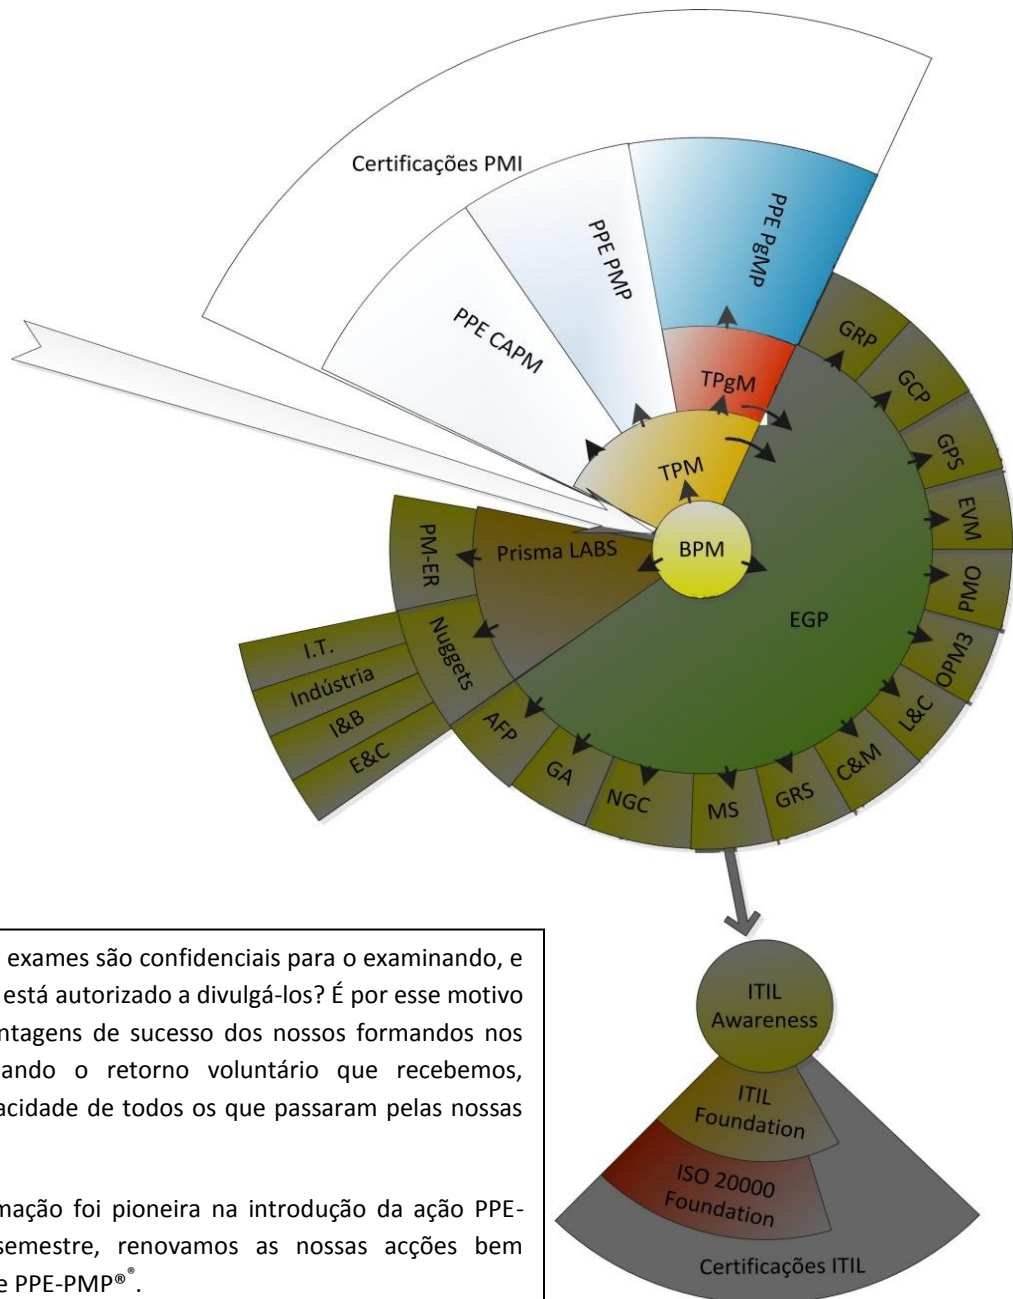 Certificações PMI
PPE CAPM
PPE PMP
PPE PgMP
TPgM
TPM
BPM
Prisma LABS
PM-ER
Nuggets
I.T.
Indústria
I&B
E&C
EGP
GRP
GCP
GPS
EVM
PMO
OPM3
L&C
C&M
GRS
MS
NGC
GA
AFP
ITIL
Awareness
ITIL
Foundation
ISO 20000
Foundation
Certificações ITIL
exames são confidenciais para o examinando, e
está autorizado a divulgá-los? É por esse motivo
ntagens de sucesso dos nossos formandos nos
ando o retorno voluntário que recebemos,
acidade de todos os que passaram pelas nossas
mação foi pioneira na introdução da ação PPE-
semestre, renovamos as nossas acções bem
e PPE-PMP®®.